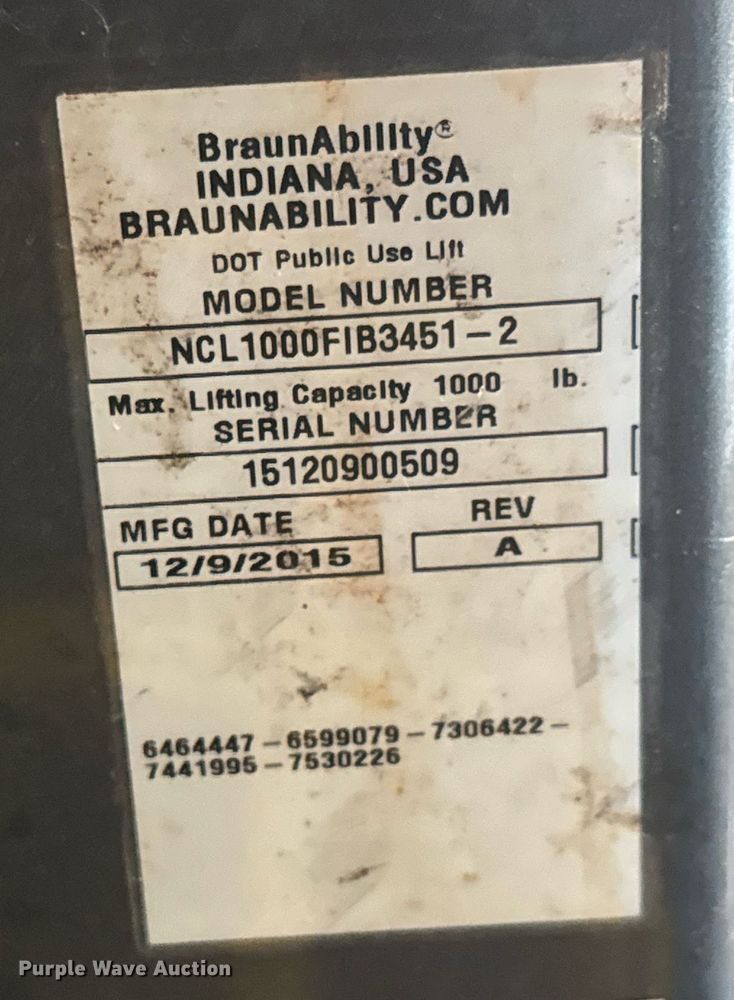 BraunAbility®
INDIANA, USA
BRAUNABILITY.COM
DOT Public Use Lift
MODEL NUMBER
NCL1000FIB3451-2
Max. Lifting Capacity 1000 lb.
SERIAL NUMBER
15120900509
MFG DATE REV
12/9/2015 A
6464447-6599079-7306422-
7441995-7530226
Purple Wave Auction